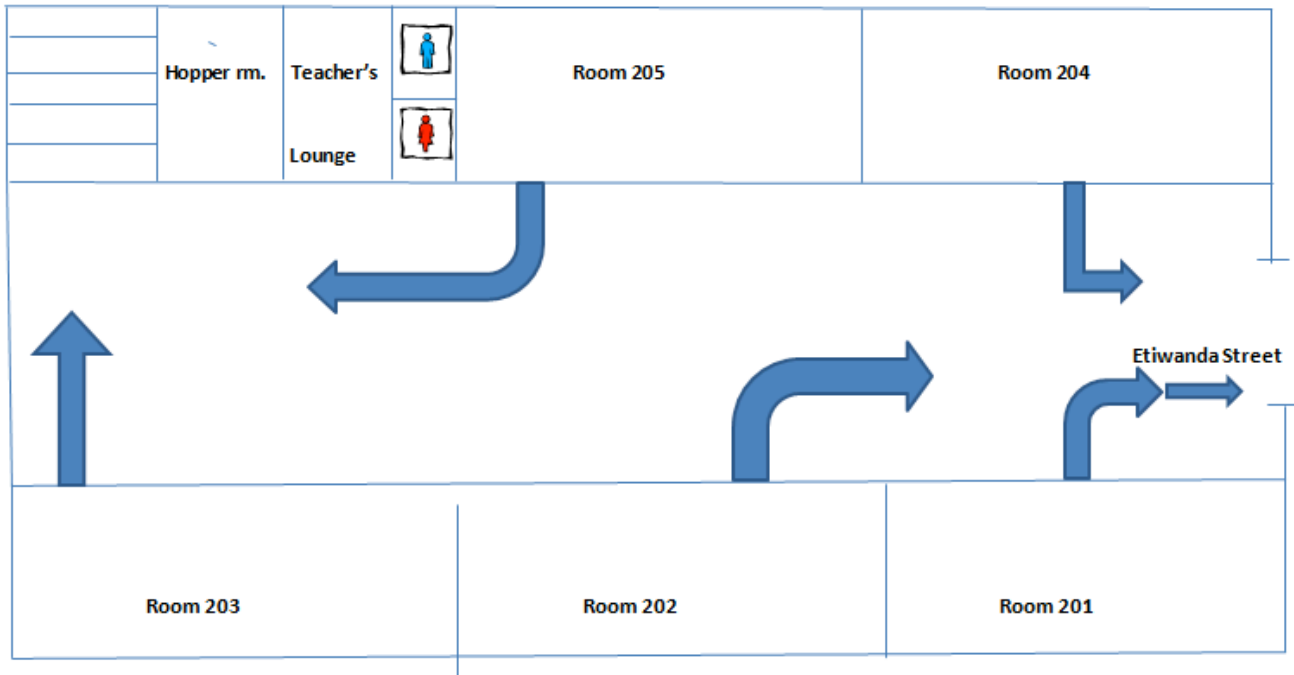 Hopper rm.
Teacher’s
Lounge
Room 205
Room 204
Etiwanda Street
Room 203
Room 202
Room 201